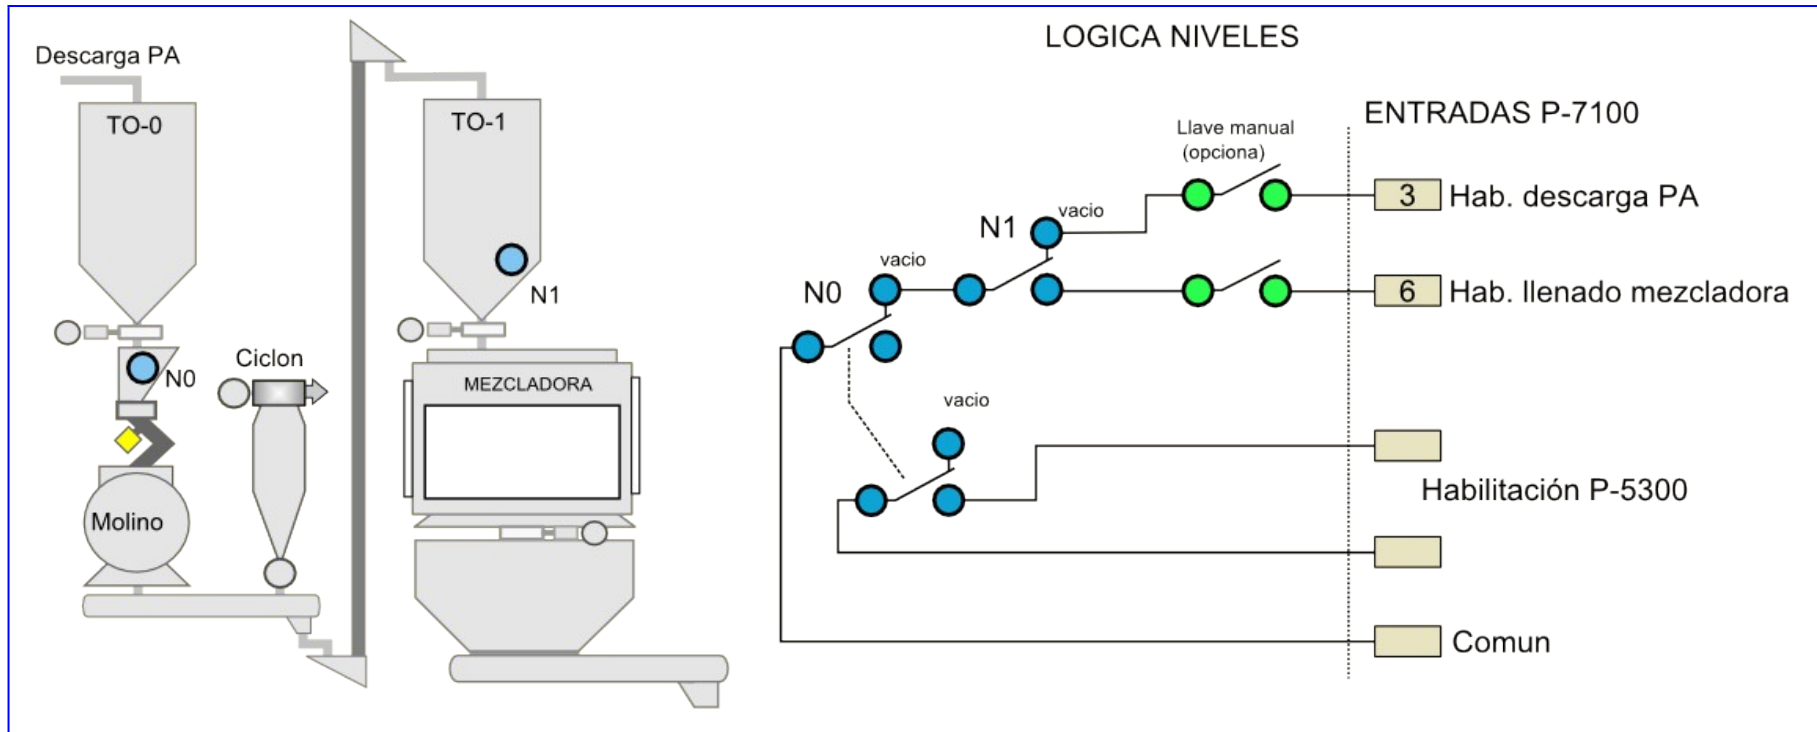 LOGICA NIVELES
Descarga PA
TO-0
TO-1
N1
N0
Ciclon
MEZCLADORA
Molino
ENTRADAS P-7100
Llave manual
(opciona)
3 Hab. descarga PA
N1 vacio
N0 vacio
6 Hab. llenado mezcladora
vacio
Habilitación P-5300
Comun